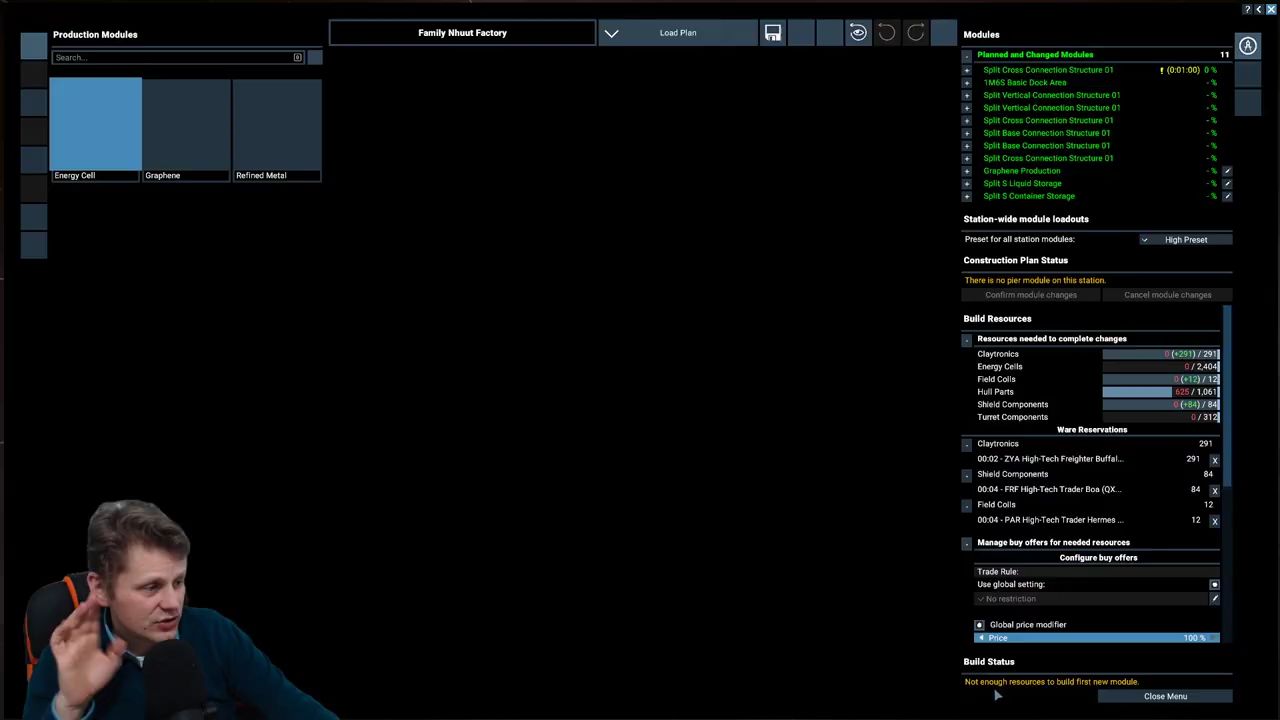 Production Modules
Search...
Energy Cell
Graphene
Refined Metal
Family Nhuut Factory
Load Plan
Modules
Planned and Changed Modules 11
Split Cross Connection Structure 01 ! (0:01:00) 0 %
1M6S Basic Dock Area - %
Split Vertical Connection Structure 01 - %
Split Vertical Connection Structure 01 - %
Split Cross Connection Structure 01 - %
Split Base Connection Structure 01 - %
Split Base Connection Structure 01 - %
Split Cross Connection Structure 01 - %
Graphene Production - %
Split S Liquid Storage - %
Split S Container Storage - %
Station-wide module loadouts
Preset for all station modules: High Preset
Construction Plan Status
There is no pier module on this station.
Confirm module changes Cancel module changes
Build Resources
Resources needed to complete changes
Claytronics 0 (+291) / 291
Energy Cells 0 / 2,404
Field Coils 0 (+12) / 12
Hull Parts 625 / 1,061
Shield Components 0 (+84) / 84
Turret Components 0 / 312
Ware Reservations
Claytronics 291
00:02 - ZYA High-Tech Freighter Buffal... 291 X
Shield Components 84
00:04 - FRF High-Tech Trader Boa (QX... 84 X
Field Coils 12
00:04 - PAR High-Tech Trader Hermes ... 12 X
Manage buy offers for needed resources
Configure buy offers
Trade Rule:
Use global setting:
No restriction
Global price modifier
Price 100 %
Build Status
Not enough resources to build first new module.
Close Menu